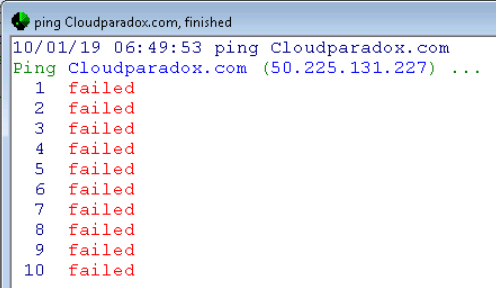 ping Cloudparadox.com, finished
10/01/19 06:49:53 ping Cloudparadox.com
Ping Cloudparadox.com (50.225.131.227) ...
1 failed
2 failed
3 failed
4 failed
5 failed
6 failed
7 failed
8 failed
9 failed
10 failed